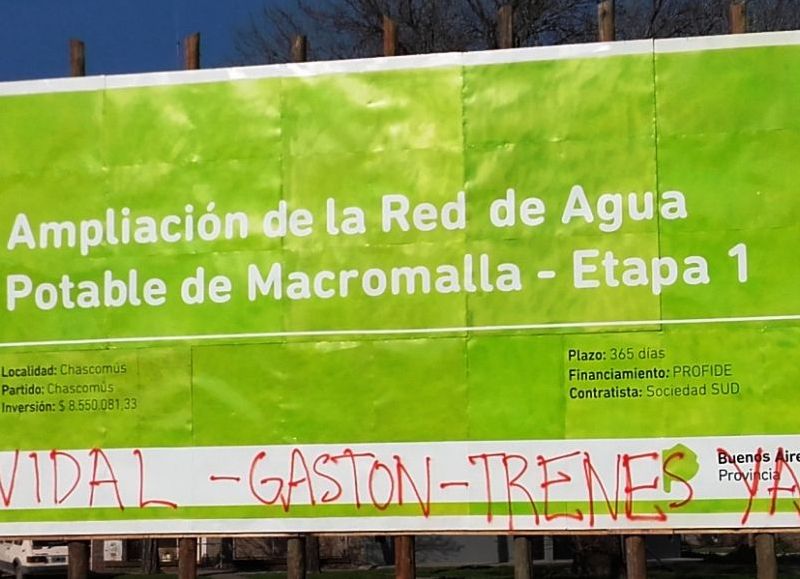 Ampliación de la Red de Agua
Potable de Macromalla - Etapa 1
Localidad: Chascomús
Partido: Chascomús
Inversión: $ 8.550.081,33
Plazo: 365 días
Financiamiento: PROFIDE
Contratista: Sociedad SUD
VIDAL - GASTON - TRENES YA
Buenos Aire
Provincia